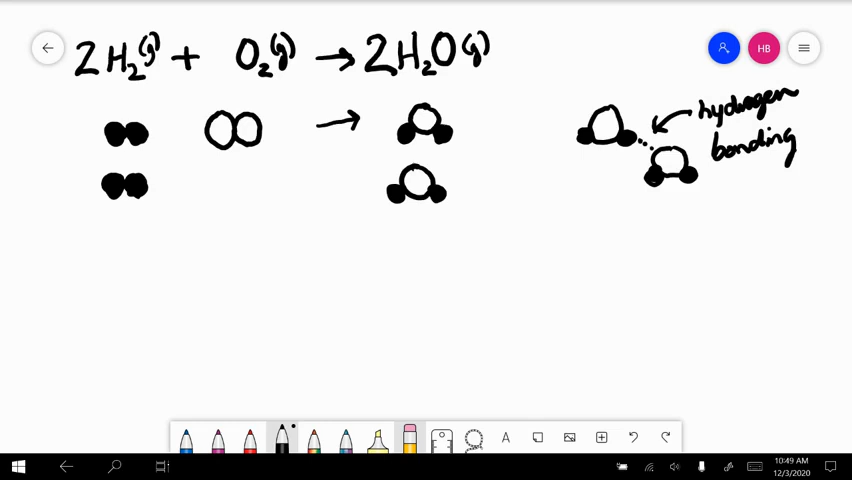 2H₂(g) + O₂(g) → 2H₂O(g)
HB
hydrogen
bonding
A
10:49 AM
12/3/2020